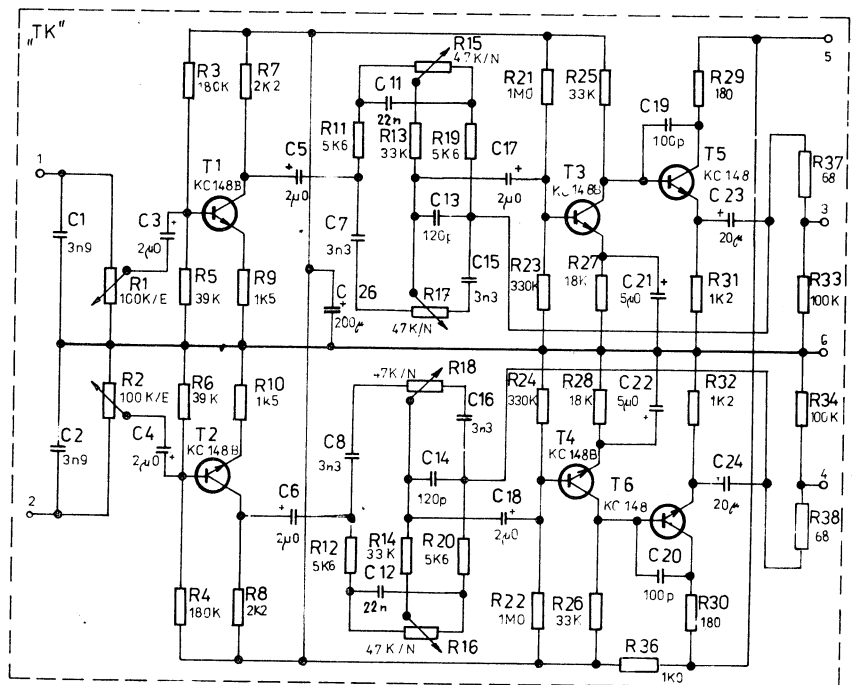 „TK"
R3
180K
R7
2K2
R15
47K/N
R21
1M0
R25
33K
R29
180
5
C11
22n
C19
100p
R11
5K6
R13
33K
R19
5K6
C17
2µ0
T1
KC148B
C5
2µ0
T3
KC148B
T5
KC148
R37
68
1
C1
3n9
C3
2µ0
C7
3n3
C13
120p
C23
20µ
3
R1
100K/E
R5
39K
R9
1K5
C 26
200µ
R17
47K/N
C15
3n3
R23
330K
R27
18K
C21
5µ0
R31
1K2
R33
100K
6
R2
100K/E
R6
39K
R10
1k5
R18
47K/N
C16
3n3
R24
330K
R28
18K
C22
5µ0
R32
1K2
R34
100K
C2
3n9
C4
2µ0
T2
KC148B
C8
3n3
C14
120p
T4
KC148B
C24
20µ
4
2
C6
2µ0
C18
2µ0
T6
KC148
R38
68
R12
5K6
R14
33K
R20
5K6
C12
22n
C20
100p
R4
180K
R8
2K2
R16
47K/N
R22
1M0
R26
33K
R30
180
R36
1K0